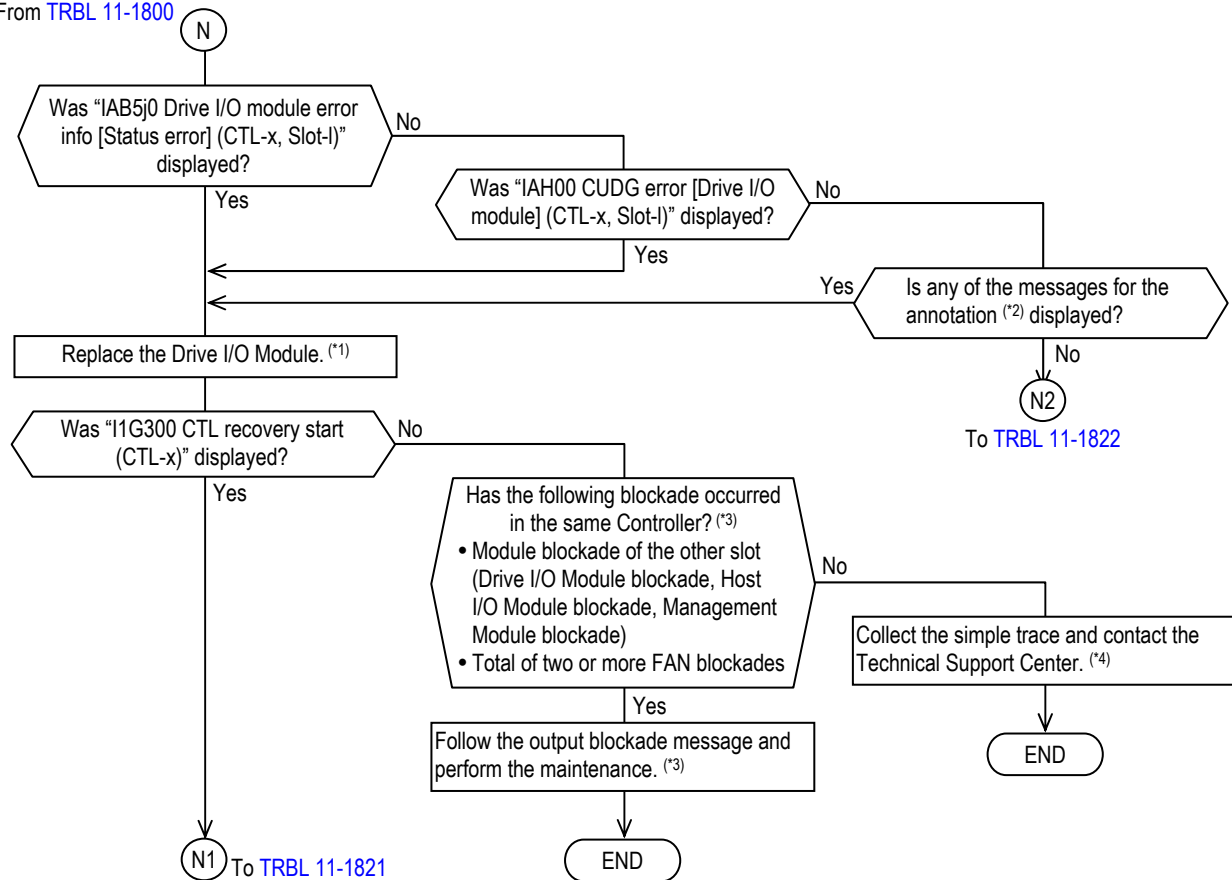 From TRBL 11-1800
N
Was “IAB5j0 Drive I/O module error
info [Status error] (CTL-x, Slot-l)”
displayed?
No
Yes
Was “IAH00 CUDG error [Drive I/O
module] (CTL-x, Slot-l)” displayed?
No
Yes
Is any of the messages for the
annotation (*2) displayed?
Yes
No
N2
To TRBL 11-1822
Replace the Drive I/O Module. (*1)
Was “I1G300 CTL recovery start
(CTL-x)” displayed?
No
Yes
Has the following blockade occurred
in the same Controller? (*3)
• Module blockade of the other slot
(Drive I/O Module blockade, Host
I/O Module blockade, Management
Module blockade)
• Total of two or more FAN blockades
No
Yes
Collect the simple trace and contact the
Technical Support Center. (*4)
END
Follow the output blockade message and
perform the maintenance. (*3)
END
N1
To TRBL 11-1821